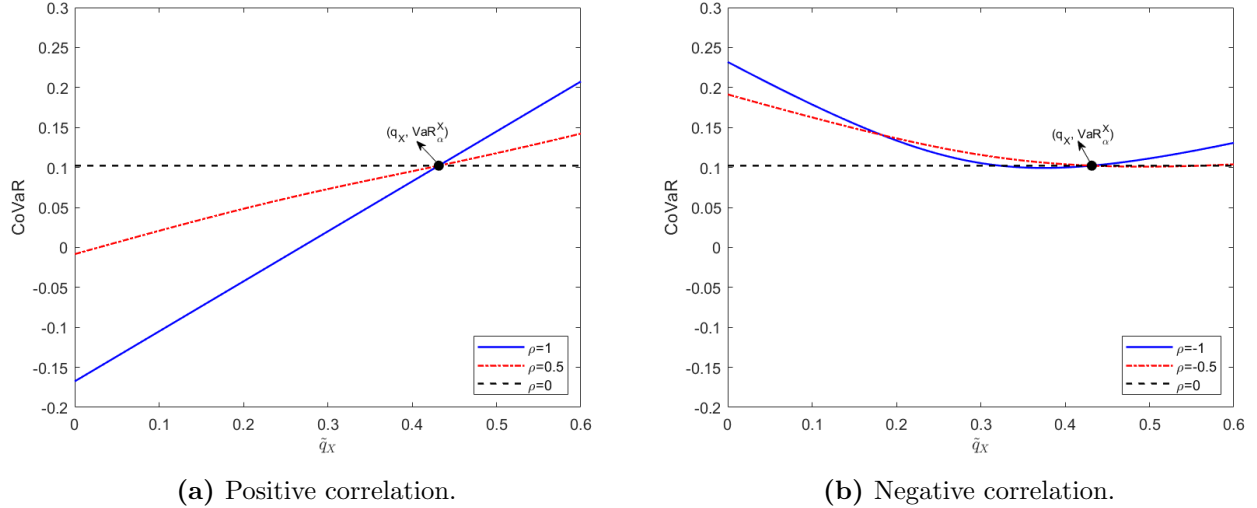 0.3
0.25
0.2
0.15
0.1
0.05
0
-0.05
-0.1
-0.15
-0.2
CoVaR
(q_X, VaR_α^X)
ρ=1
ρ=0.5
ρ=0
0 0.1 0.2 0.3 0.4 0.5 0.6
q̃_X
(a) Positive correlation.
0.3
0.25
0.2
0.15
0.1
0.05
0
-0.05
-0.1
-0.15
-0.2
CoVaR
(q_X, VaR_α^X)
ρ=-1
ρ=-0.5
ρ=0
0 0.1 0.2 0.3 0.4 0.5 0.6
q̃_X
(b) Negative correlation.